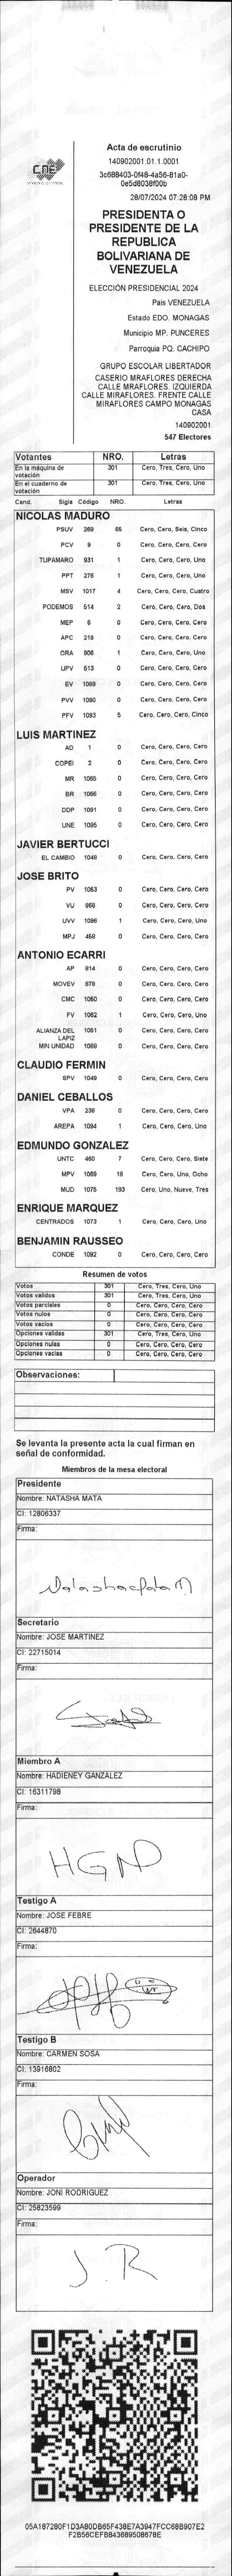 CNE
Acta de escrutinio
140902001.01.1.0001
3c688403-0f48-4a56-81a0-
0e5d8038f00b
28/07/2024 07:28:08 PM
PRESIDENTA O
PRESIDENTE DE LA
REPUBLICA
BOLIVARIANA DE
VENEZUELA
ELECCIÓN PRESIDENCIAL 2024
Pais VENEZUELA
Estado EDO. MONAGAS
Municipio MP. PUNCERES
Parroquia PQ. CACHIPO
GRUPO ESCOLAR LIBERTADOR
CASERIO MIRAFLORES DERECHA
CALLE MIRAFLORES. IZQUIERDA
CALLE MIRAFLORES. FRENTE CALLE
MIRAFLORES CAMPO MONAGAS
CASA
140902001
547 Electores
Votantes NRO. Letras
En la máquina de votación 301 Cero, Tres, Cero, Uno
En el cuaderno de votación 301 Cero, Tres, Cero, Uno
Cand. Sigla Código NRO. Letras
NICOLAS MADURO
PSUV 269 65 Cero, Cero, Seis, Cinco
PCV 9 0 Cero, Cero, Cero, Cero
TUPAMARO 931 1 Cero, Cero, Cero, Uno
PPT 276 1 Cero, Cero, Cero, Uno
MSV 1017 4 Cero, Cero, Cero, Cuatro
PODEMOS 514 2 Cero, Cero, Cero, Dos
MEP 6 0 Cero, Cero, Cero, Cero
APC 219 0 Cero, Cero, Cero, Cero
ORA 906 1 Cero, Cero, Cero, Uno
UPV 513 0 Cero, Cero, Cero, Cero
EV 1089 0 Cero, Cero, Cero, Cero
PVV 1090 0 Cero, Cero, Cero, Cero
PFV 1093 5 Cero, Cero, Cero, Cinco
LUIS MARTINEZ
AD 1 0 Cero, Cero, Cero, Cero
COPEI 2 0 Cero, Cero, Cero, Cero
MR 1065 0 Cero, Cero, Cero, Cero
BR 1066 0 Cero, Cero, Cero, Cero
DDP 1091 0 Cero, Cero, Cero, Cero
UNE 1095 0 Cero, Cero, Cero, Cero
JAVIER BERTUCCI
EL CAMBIO 1048 0 Cero, Cero, Cero, Cero
JOSE BRITO
PV 1053 0 Cero, Cero, Cero, Cero
VU 968 0 Cero, Cero, Cero, Cero
UVV 1096 1 Cero, Cero, Cero, Uno
MPJ 458 0 Cero, Cero, Cero, Cero
ANTONIO ECARRI
AP 814 0 Cero, Cero, Cero, Cero
MOVEV 878 0 Cero, Cero, Cero, Cero
CMC 1050 0 Cero, Cero, Cero, Cero
FV 1052 1 Cero, Cero, Cero, Uno
ALIANZA DEL LAPIZ 1051 0 Cero, Cero, Cero, Cero
MIN UNIDAD 1068 0 Cero, Cero, Cero, Cero
CLAUDIO FERMIN
SPV 1049 0 Cero, Cero, Cero, Cero
DANIEL CEBALLOS
VPA 236 0 Cero, Cero, Cero, Cero
AREPA 1094 1 Cero, Cero, Cero, Uno
EDMUNDO GONZALEZ
UNTC 460 7 Cero, Cero, Cero, Siete
MPV 1069 18 Cero, Cero, Uno, Ocho
MUD 1075 193 Cero, Uno, Nueve, Tres
ENRIQUE MARQUEZ
CENTRADOS 1073 1 Cero, Cero, Cero, Uno
BENJAMIN RAUSSEO
CONDE 1092 0 Cero, Cero, Cero, Cero
Resumen de votos
Votos 301 Cero, Tres, Cero, Uno
Votos validos 301 Cero, Tres, Cero, Uno
Votos parciales 0 Cero, Cero, Cero, Cero
Votos nulos 0 Cero, Cero, Cero, Cero
Votos vacios 0 Cero, Cero, Cero, Cero
Opciones validas 301 Cero, Tres, Cero, Uno
Opciones nulas 0 Cero, Cero, Cero, Cero
Opciones vacias 0 Cero, Cero, Cero, Cero
Observaciones:
Se levanta la presente acta la cual firman en
señal de conformidad.
Miembros de la mesa electoral
Presidente
Nombre: NATASHA MATA
CI: 12806337
Firma:
Secretario
Nombre: JOSE MARTINEZ
CI: 22715014
Firma:
Miembro A
Nombre: HADIENEY GANZALEZ
CI: 16311798
Firma:
HGN
Testigo A
Nombre: JOSE FEBRE
CI: 2644870
Firma:
Testigo B
Nombre: CARMEN SOSA
CI: 13916802
Firma:
Operador
Nombre: JONI RODRIGUEZ
CI: 25823599
Firma:
J.R
05A187280F1D3A80DB65F438E7A3947FCC68B907E2
F2B56CEFB843689508678E